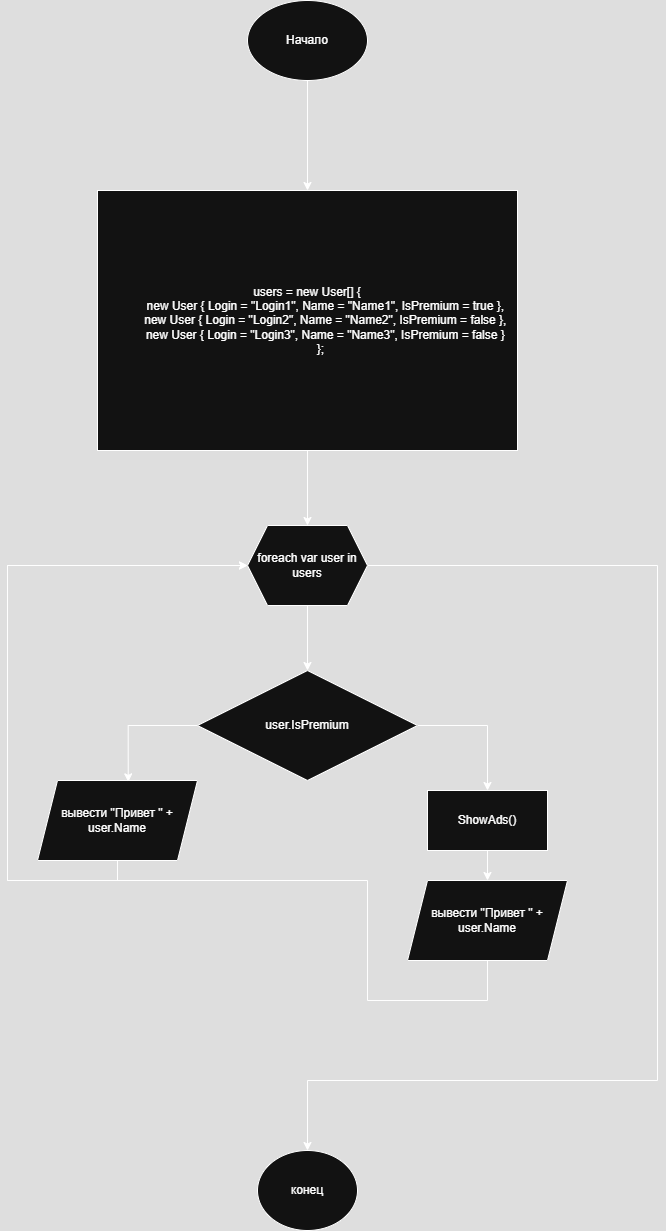 Начало
users = new User[] {
new User { Login = "Login1", Name = "Name1", IsPremium = true },
new User { Login = "Login2", Name = "Name2", IsPremium = false },
new User { Login = "Login3", Name = "Name3", IsPremium = false }
};
foreach var user in
users
user.IsPremium
вывести "Привет " +
user.Name
ShowAds()
вывести "Привет " +
user.Name
конец